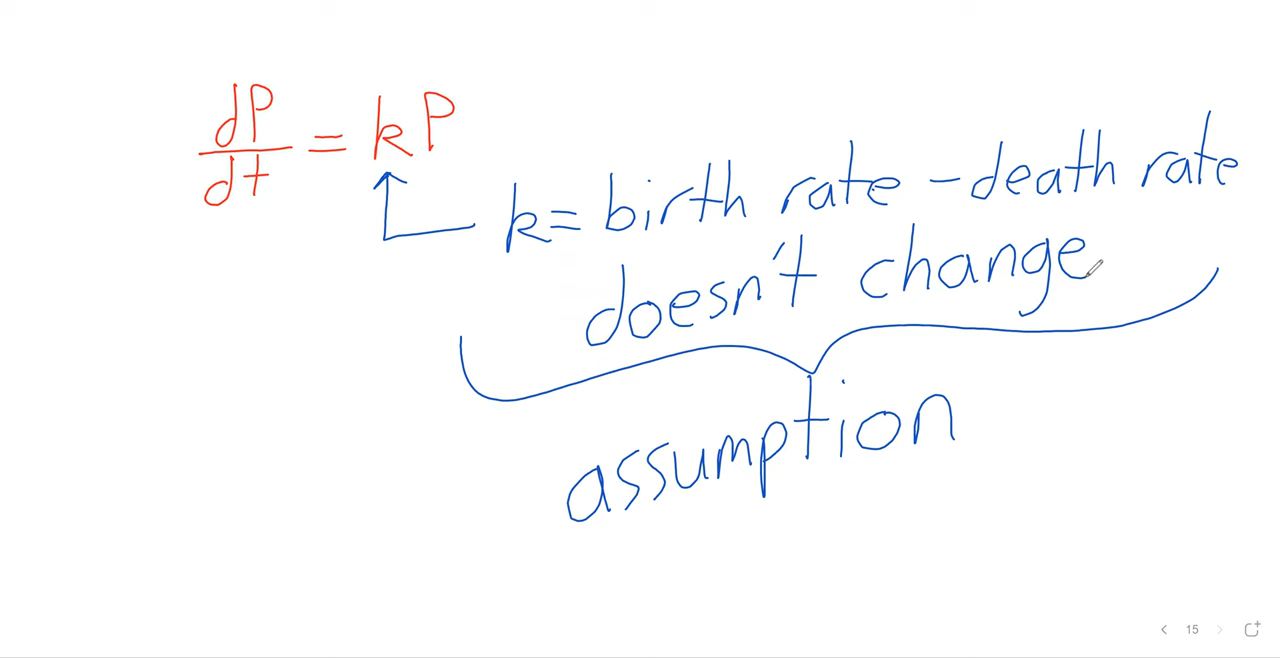 dP/dt = kP
k = birth rate - death rate
doesn't change
assumption
15